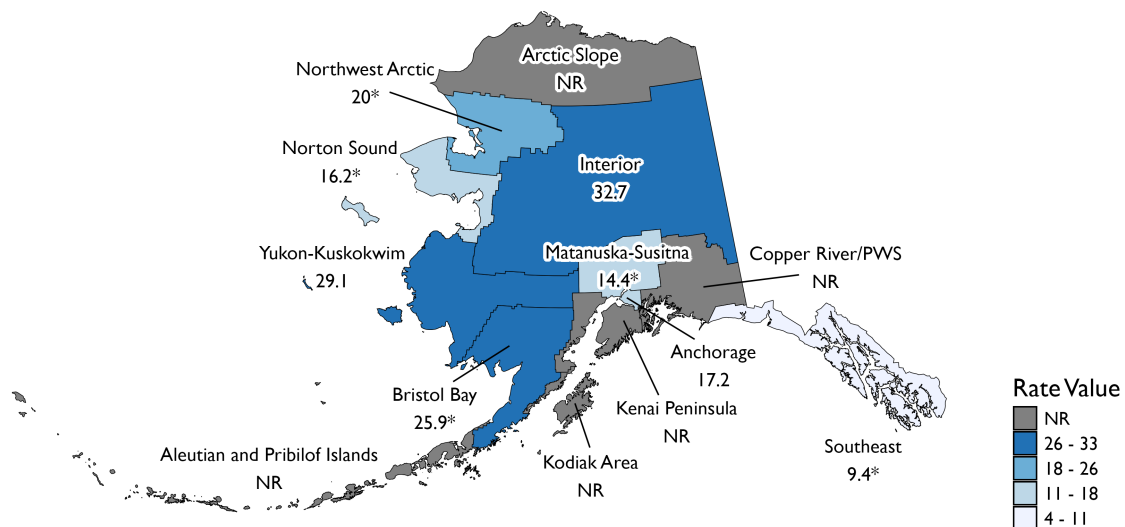 Arctic Slope
NR
Northwest Arctic
20*
Norton Sound
16.2*
Interior
32.7
Yukon-Kuskokwim
29.1
Matanuska-Susitna
14.4*
Copper River/PWS
NR
Anchorage
17.2
Bristol Bay
25.9*
Kenai Peninsula
NR
Aleutian and Pribilof Islands
NR
Kodiak Area
NR
Southeast
9.4*
Rate Value
NR
26 - 33
18 - 26
11 - 18
4 - 11